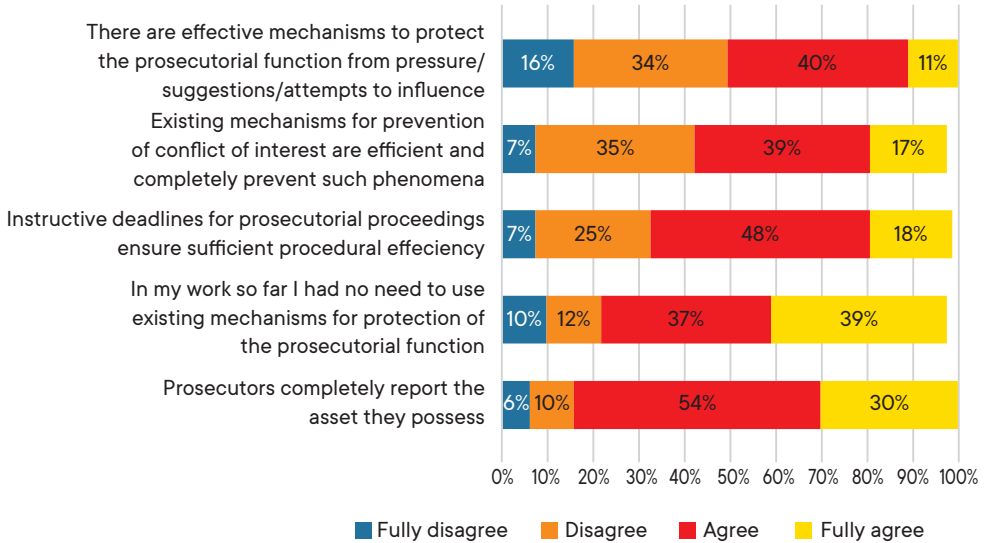 There are effective mechanisms to protect
the prosecutorial function from pressure/
suggestions/attempts to influence
16% 34% 40% 11%
Existing mechanisms for prevention
of conflict of interest are efficient and
completely prevent such phenomena
7% 35% 39% 17%
Instructive deadlines for prosecutorial proceedings
ensure sufficient procedural effeciency
7% 25% 48% 18%
In my work so far I had no need to use
existing mechanisms for protection of
the prosecutorial function
10% 12% 37% 39%
Prosecutors completely report the
asset they possess
6% 10% 54% 30%
0% 10% 20% 30% 40% 50% 60% 70% 80% 90% 100%
Fully disagree Disagree Agree Fully agree